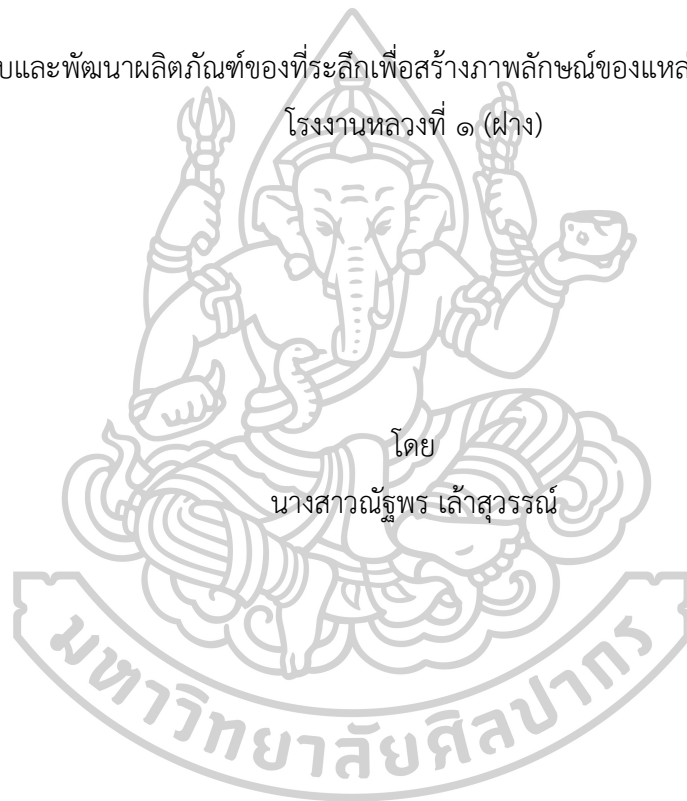 บและพัฒนาผลิตภัณฑ์ของที่ระลึกเพื่อสร้างภาพลักษณ์ของแหล่
โรงงานหลวงที่ ๑ (ฝาง)
โดย
นางสาวณัฐพร เล้าสุวรรณ์
มหาวิทยาลัยศิลปากร